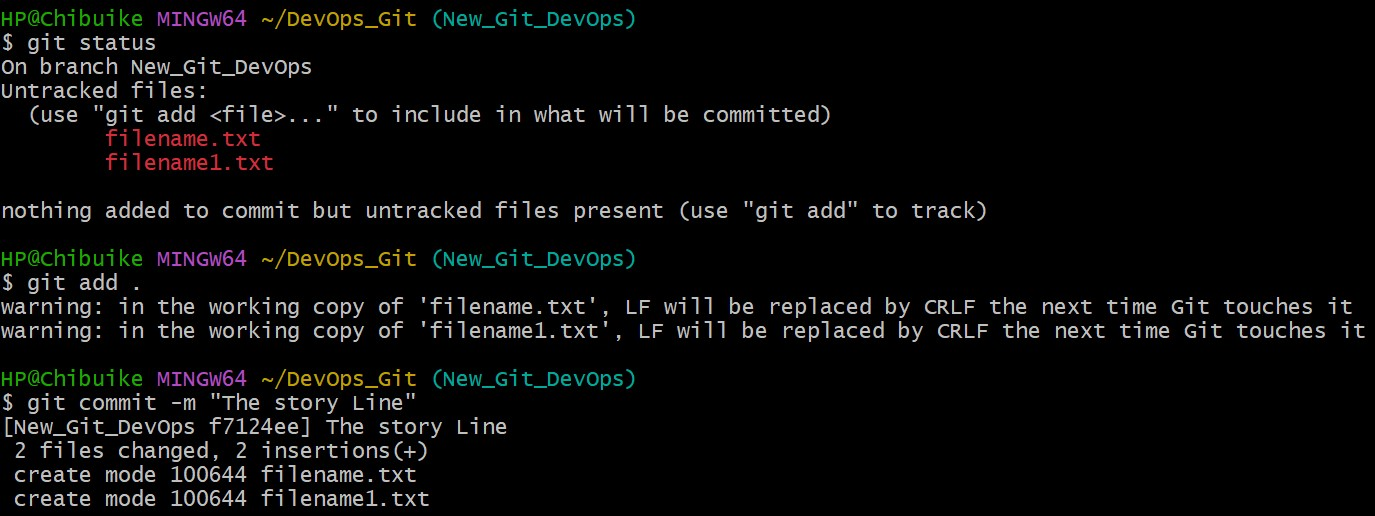 HP@Chibuike MINGW64 ~/DevOps_Git (New_Git_DevOps)
$ git status
On branch New_Git_DevOps
Untracked files:
  (use "git add <file>..." to include in what will be committed)
        filename.txt
        filename1.txt

nothing added to commit but untracked files present (use "git add" to track)

HP@Chibuike MINGW64 ~/DevOps_Git (New_Git_DevOps)
$ git add .
warning: in the working copy of 'filename.txt', LF will be replaced by CRLF the next time Git touches it
warning: in the working copy of 'filename1.txt', LF will be replaced by CRLF the next time Git touches it

HP@Chibuike MINGW64 ~/DevOps_Git (New_Git_DevOps)
$ git commit -m "The story Line"
[New_Git_DevOps f7124ee] The story Line
 2 files changed, 2 insertions(+)
 create mode 100644 filename.txt
 create mode 100644 filename1.txt